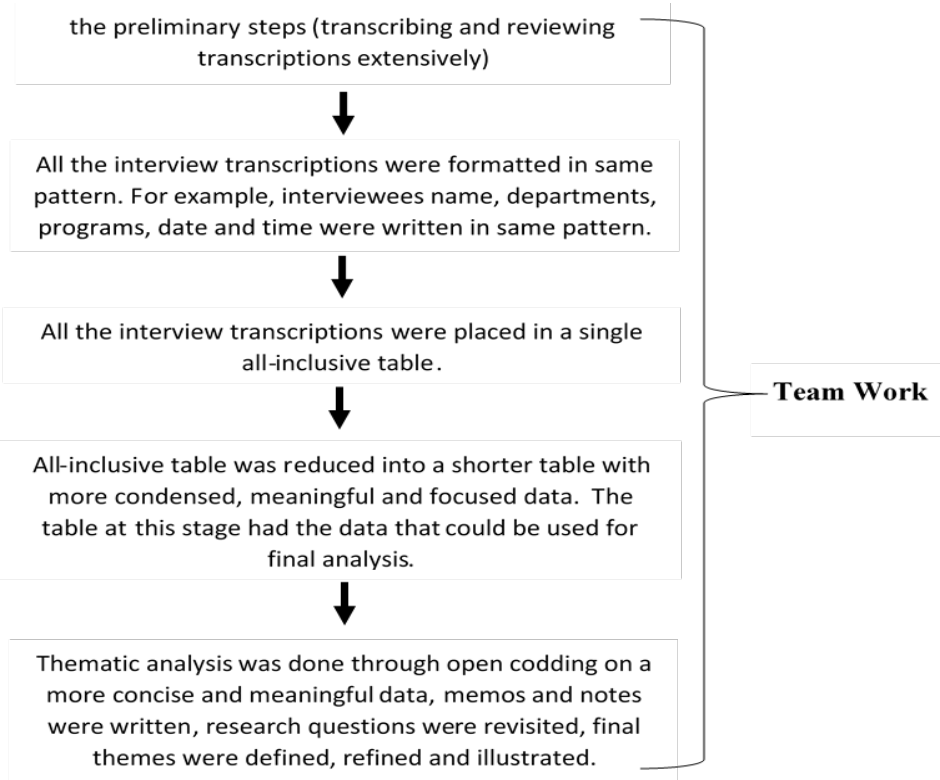 the preliminary steps (transcribing and reviewing
transcriptions extensively)
All the interview transcriptions were formatted in same
pattern. For example, interviewees name, departments,
programs, date and time were written in same pattern.
All the interview transcriptions were placed in a single
all-inclusive table.
All-inclusive table was reduced into a shorter table with
more condensed, meaningful and focused data. The
table at this stage had the data that could be used for
final analysis.
Thematic analysis was done through open codding on a
more concise and meaningful data, memos and notes
were written, research questions were revisited, final
themes were defined, refined and illustrated.
Team Work